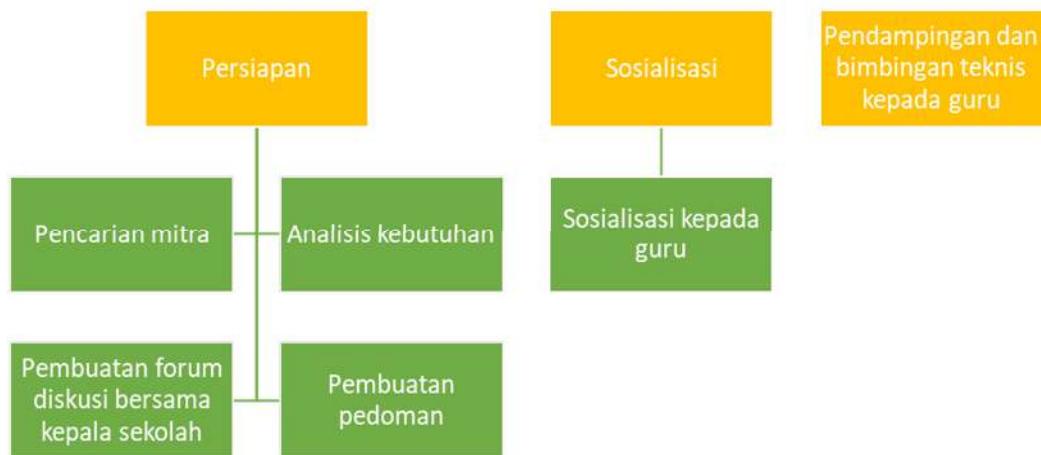 Persiapan
Sosialisasi
Pendampingan dan
bimbingan teknis
kepada guru
Pencarian mitra
Analisis kebutuhan
Sosialisasi kepada
guru
Pembuatan forum
diskusi bersama
kepala sekolah
Pembuatan
pedoman